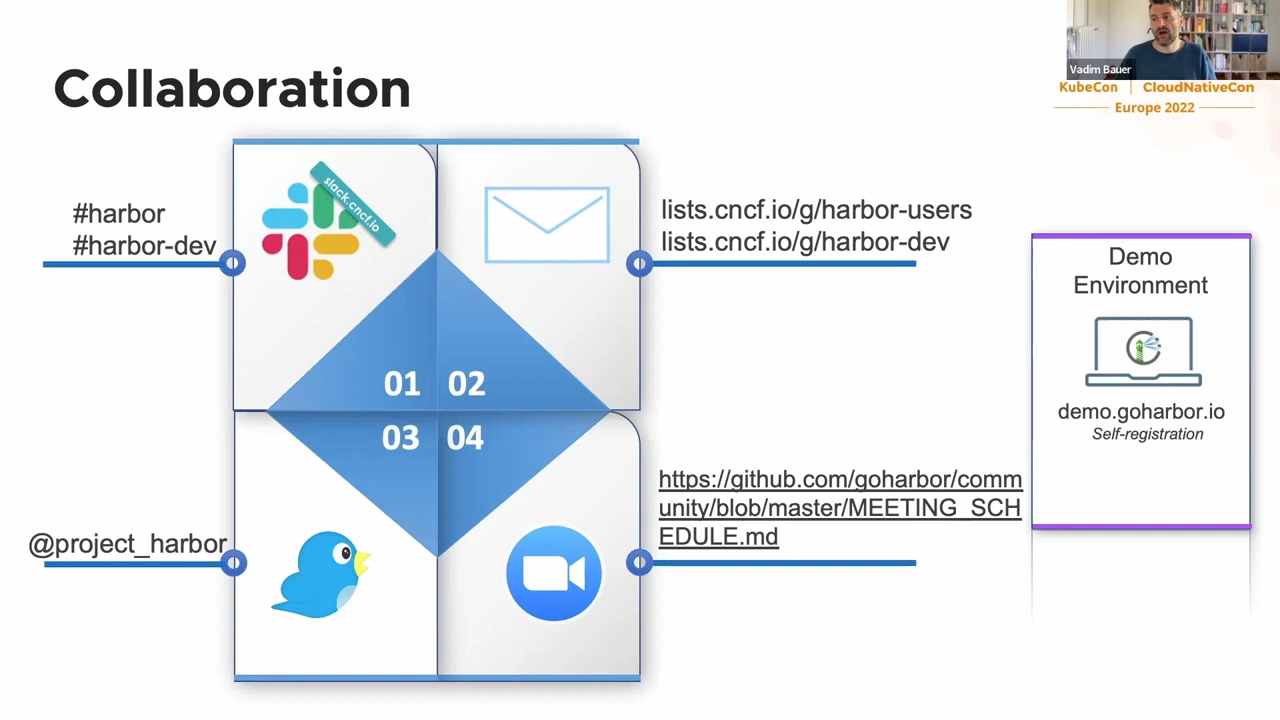 Collaboration
Vadim Bauer
KubeCon | CloudNativeCon
Europe 2022
#harbor
#harbor-dev
slack.cncf.io
lists.cncf.io/g/harbor-users
lists.cncf.io/g/harbor-dev
01 02
03 04
@project_harbor
https://github.com/goharbor/comm
unity/blob/master/MEETING_SCH
EDULE.md
Demo
Environment
demo.goharbor.io
Self-registration